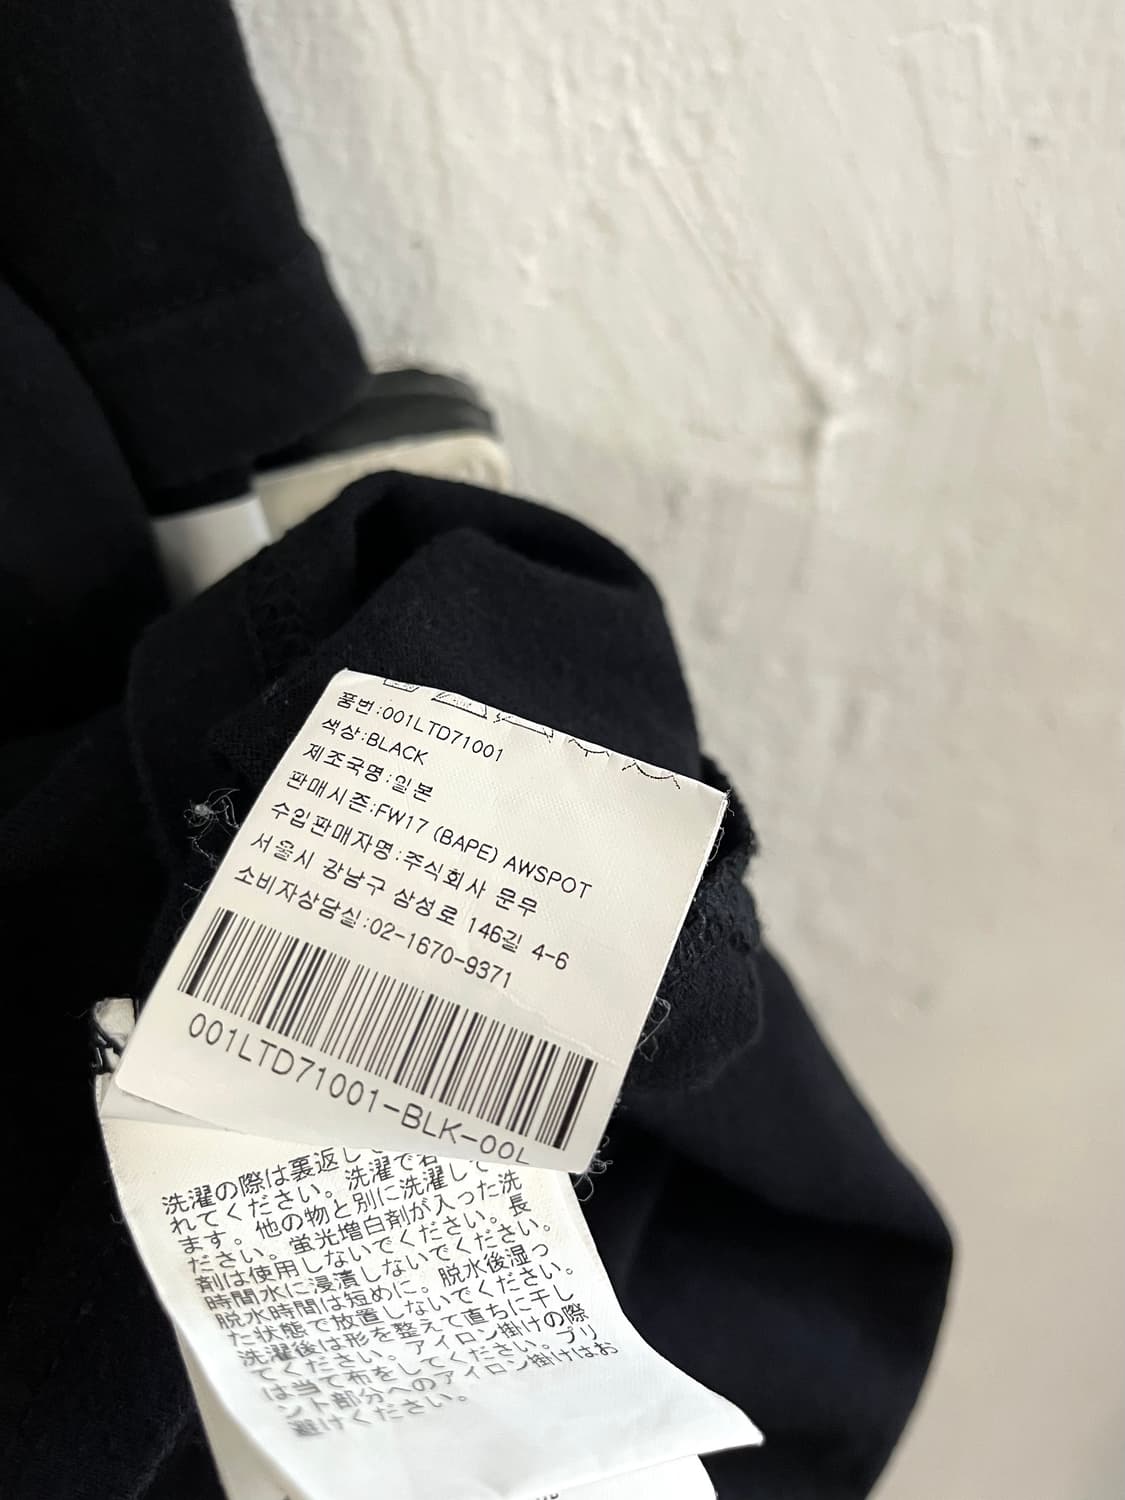 품번:001LTD71001
색상:BLACK
제조국명:일본
판매시즌:FW17 (BAPE) AWSPOT
수입판매자명:주식회사 문무
서울시 강남구 삼성로 146길 4-6
소비자상담실:02-1670-9371
001LTD71001-BLK-00L
洗濯の際は裏返し
れてください。洗濯で若
ます。他の物と別に洗濯して
ださい。蛍光増白剤が入った洗
剤は使用しないでください。長
時間水に浸漬しないでください。
脱水時間は短めに。脱水後湿っ
た状態で放置しないでください。
洗濯後は形を整えて直ちに干し
てください。アイロン掛けの際
は当て布をしてください。プリ
ント部分へのアイロン掛けはお
避けください。